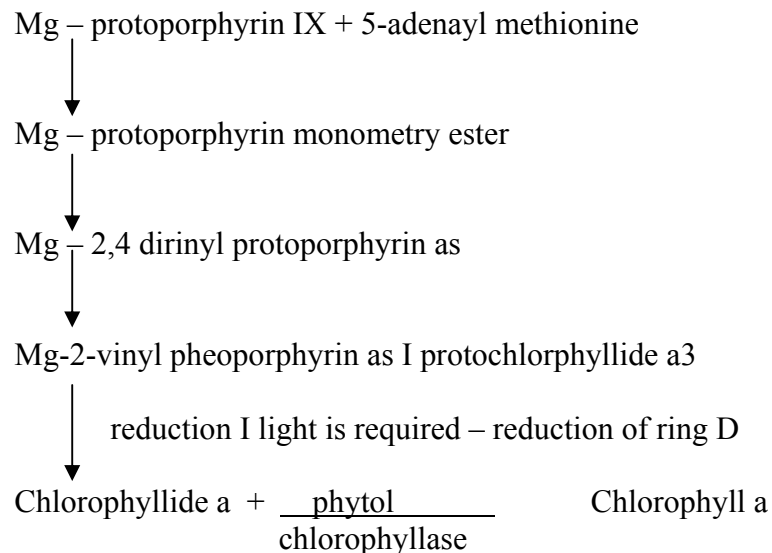 Mg – protoporphyrin IX + 5-adenayl methionine
Mg – protoporphyrin monometry ester
Mg – 2,4 dirinyl protoporphyrin as
Mg-2-vinyl pheoporphyrin as I protochlorphyllide a3
reduction I light is required – reduction of ring D
Chlorophyllide a + phytol Chlorophyll a
chlorophyllase